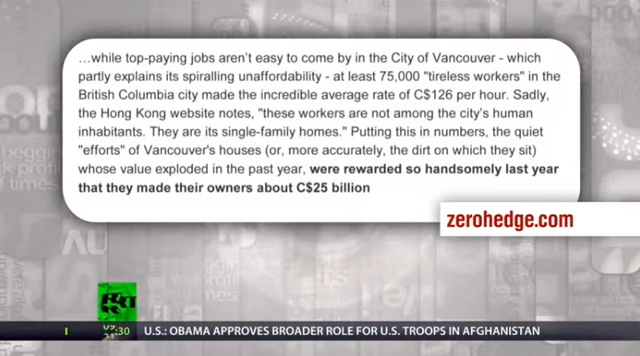 ...while top-paying jobs aren't easy to come by in the City of Vancouver - which
partly explains its spiralling unaffordability - at least 75,000 "tireless workers" in the
British Columbia city made the incredible average rate of C$126 per hour. Sadly,
the Hong Kong website notes, "these workers are not among the city's human
inhabitants. They are its single-family homes." Putting this in numbers, the quiet
"efforts" of Vancouver's houses (or, more accurately, the dirt on which they sit)
whose value exploded in the past year, were rewarded so handsomely last year
that they made their owners about C$25 billion
zerohedge.com
U.S.: OBAMA APPROVES BROADER ROLE FOR U.S. TROOPS IN AFGHANISTAN